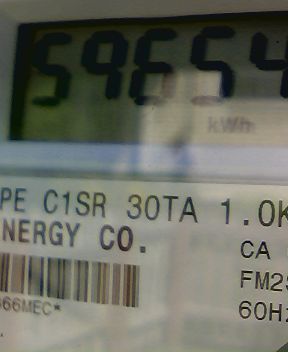 59654
kWh
PE C1SR 30TA 1.0K
NERGY CO.
CA
FM2S
60Hz
66MEC*